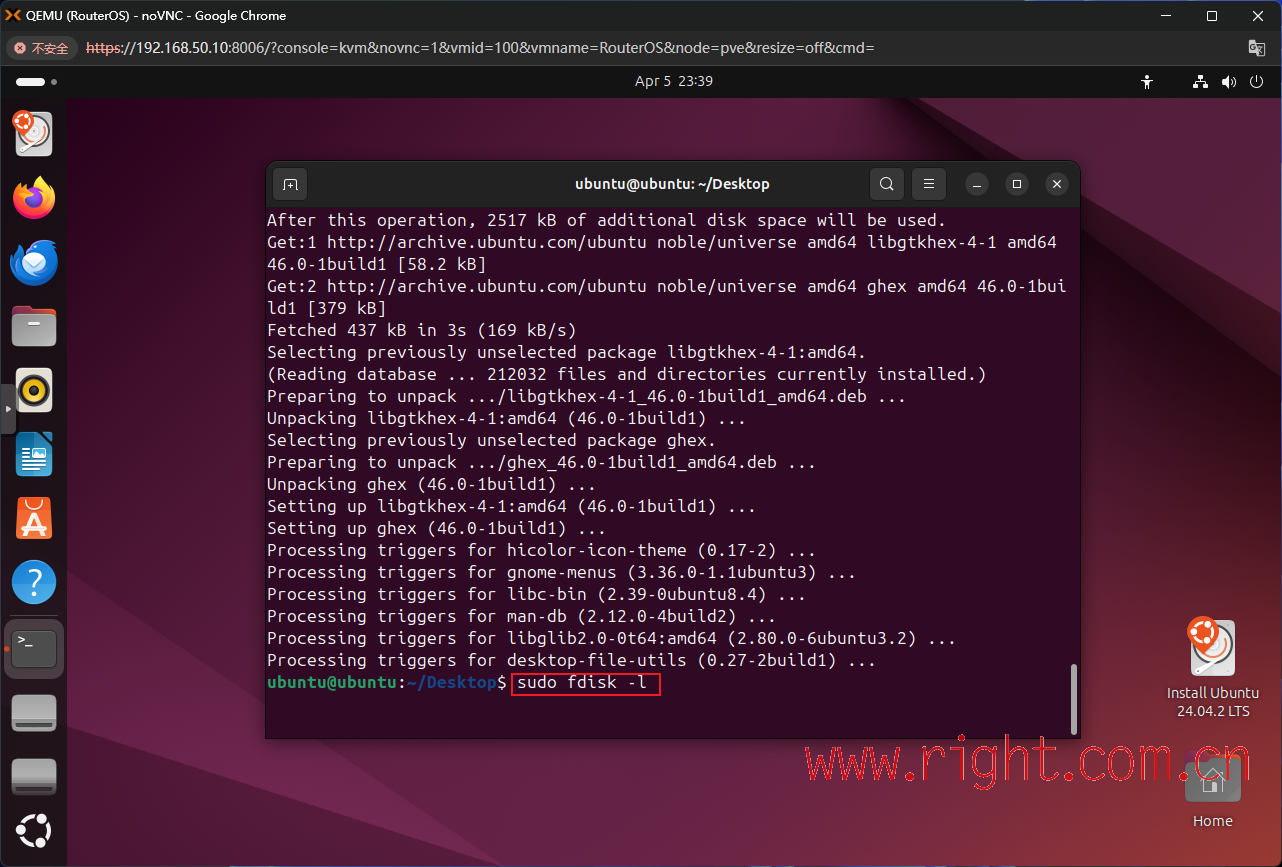 QEMU (RouterOS) - noVNC - Google Chrome
不安全 https://192.168.50.10:8006/?console=kvm&novnc=1&vmid=100&vmname=RouterOS&node=pve&resize=off&cmd=
Apr 5 23:39
ubuntu@ubuntu: ~/Desktop
After this operation, 2517 kB of additional disk space will be used.
Get:1 http://archive.ubuntu.com/ubuntu noble/universe amd64 libgtkhex-4-1 amd64
46.0-1build1 [58.2 kB]
Get:2 http://archive.ubuntu.com/ubuntu noble/universe amd64 ghex amd64 46.0-1bui
ld1 [379 kB]
Fetched 437 kB in 3s (169 kB/s)
Selecting previously unselected package libgtkhex-4-1:amd64.
(Reading database ... 212032 files and directories currently installed.)
Preparing to unpack .../libgtkhex-4-1_46.0-1build1_amd64.deb ...
Unpacking libgtkhex-4-1:amd64 (46.0-1build1) ...
Selecting previously unselected package ghex.
Preparing to unpack .../ghex_46.0-1build1_amd64.deb ...
Unpacking ghex (46.0-1build1) ...
Setting up libgtkhex-4-1:amd64 (46.0-1build1) ...
Setting up ghex (46.0-1build1) ...
Processing triggers for hicolor-icon-theme (0.17-2) ...
Processing triggers for gnome-menus (3.36.0-1.1ubuntu3) ...
Processing triggers for libc-bin (2.39-0ubuntu8.4) ...
Processing triggers for man-db (2.12.0-4build2) ...
Processing triggers for libglib2.0-0t64:amd64 (2.80.0-6ubuntu3.2) ...
Processing triggers for desktop-file-utils (0.27-2build1) ...
ubuntu@ubuntu:~/Desktop$ sudo fdisk -l
Install Ubuntu
24.04.2 LTS
www.right.com.cn
Home